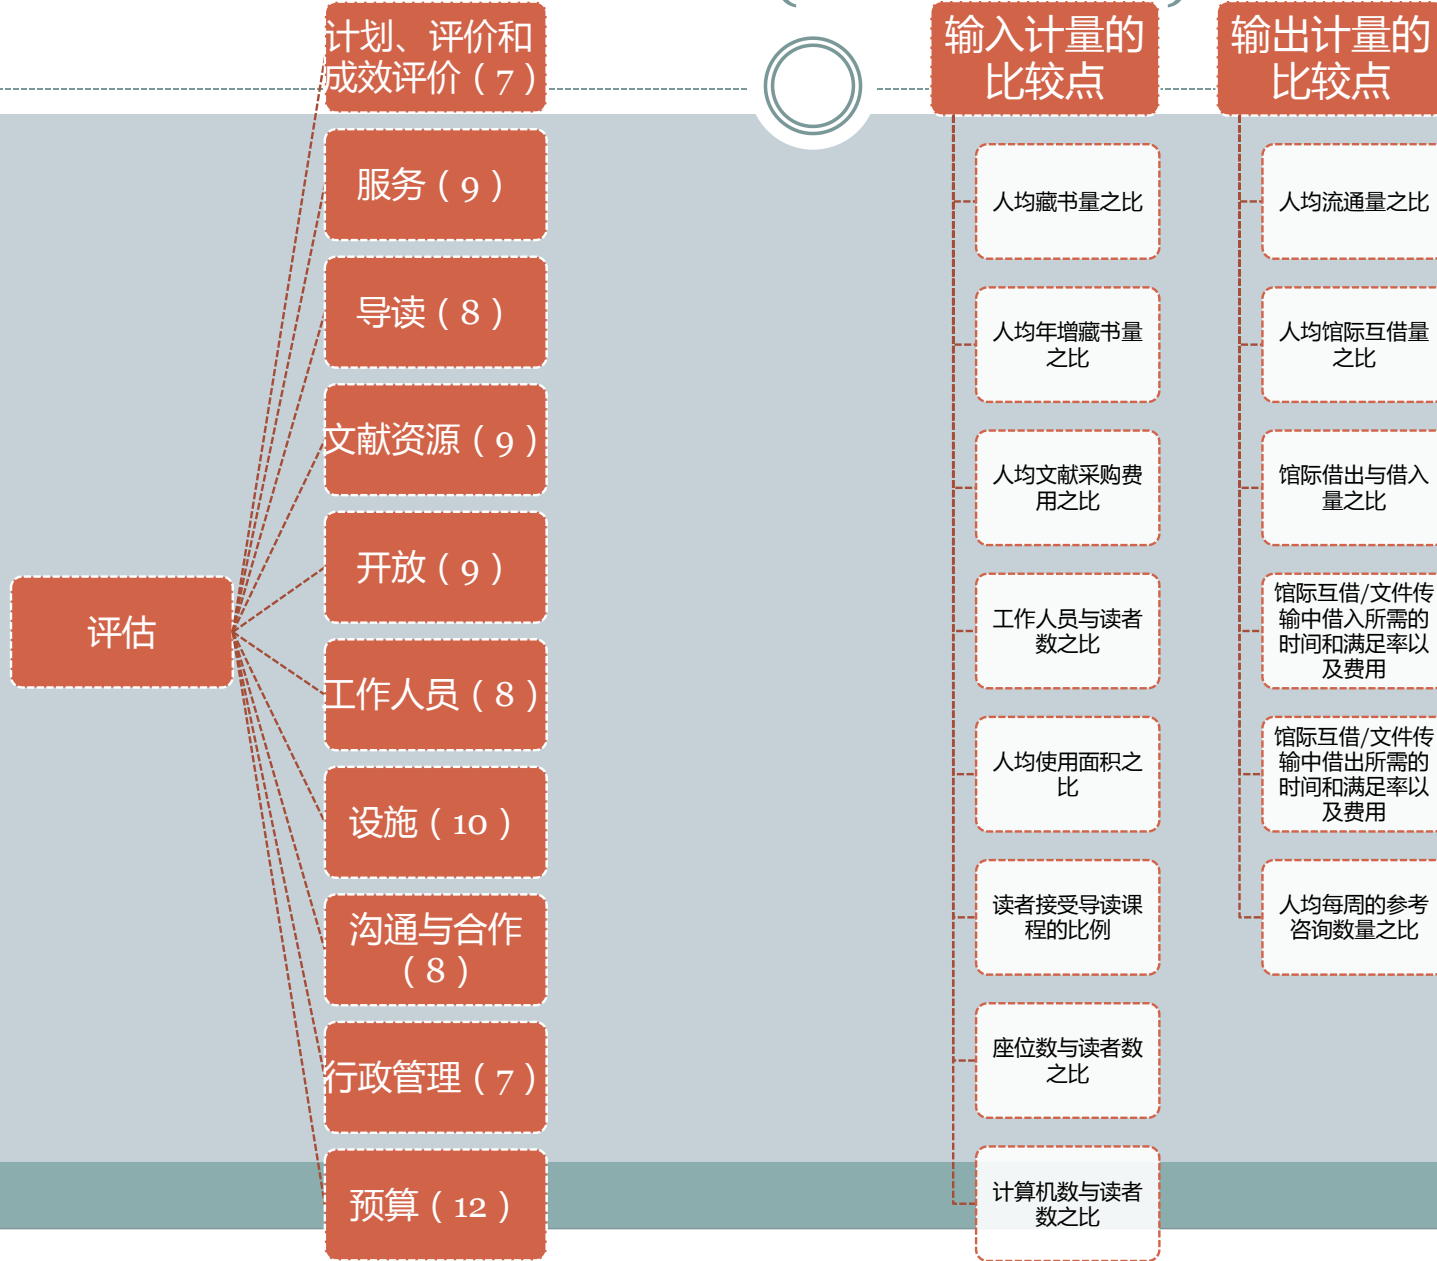 计划、评价和
成效评价（7）
服务（9）
导读（8）
文献资源（9）
开放（9）
评估
工作人员（8）
设施（10）
沟通与合作
（8）
行政管理（7）
预算（12）
输入计量的
比较点
人均藏书量之比
人均年增藏书量
之比
人均文献采购费
用之比
工作人员与读者
数之比
人均使用面积之
比
读者接受导读课
程的比例
座位数与读者数
之比
计算机数与读者
数之比
输出计量的
比较点
人均流通量之比
人均馆际互借量
之比
馆际借出与借入
量之比
馆际互借/文件传
输中借入所需的
时间和满足率以
及费用
馆际互借/文件传
输中借出所需的
时间和满足率以
及费用
人均每周的参考
咨询数量之比